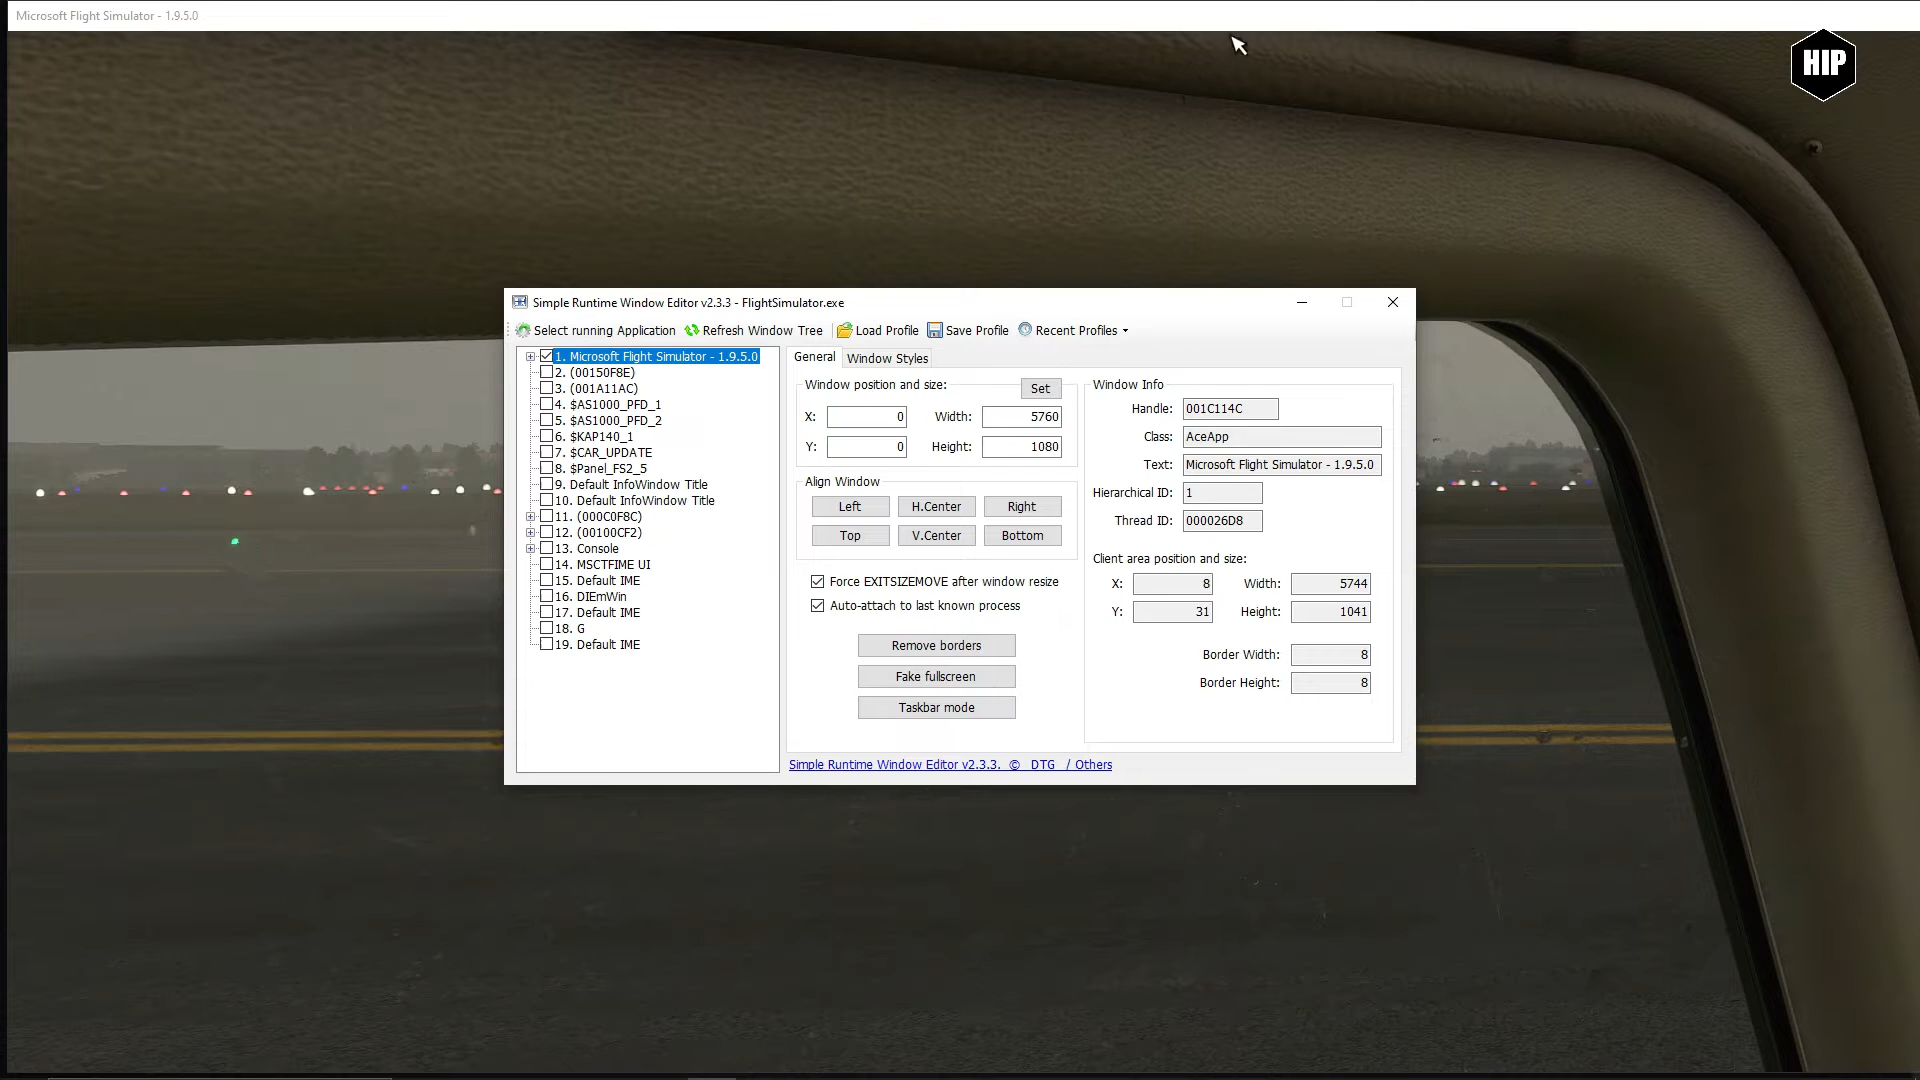 Microsoft Flight Simulator - 1.9.5.0
HIP
Simple Runtime Window Editor v2.3.3 - FlightSimulator.exe
Select running Application Refresh Window Tree Load Profile Save Profile Recent Profiles
1. Microsoft Flight Simulator - 1.9.5.0
2. (00150F8E)
3. (001A11AC)
4. $AS1000_PFD_1
5. $AS1000_PFD_2
6. $KAP140_1
7. $CAR_UPDATE
8. $Panel_FS2_5
9. Default InfoWindow Title
10. Default InfoWindow Title
11. (000C0F8C)
12. (00100CF2)
13. Console
14. MSCTFIME UI
15. Default IME
16. DIEmWin
17. Default IME
18. G
19. Default IME
General Window Styles
Window position and size: Set
X: 0 Width: 5760
Y: 0 Height: 1080
Align Window
Left H.Center Right
Top V.Center Bottom
Force EXITSIZEMOVE after window resize
Auto-attach to last known process
Remove borders
Fake fullscreen
Taskbar mode
Window Info
Handle: 001C114C
Class: AceApp
Text: Microsoft Flight Simulator - 1.9.5.0
Hierarchical ID: 1
Thread ID: 000026D8
Client area position and size:
X: 8 Width: 5744
Y: 31 Height: 1041
Border Width: 8
Border Height: 8
Simple Runtime Window Editor v2.3.3. © DTG / Others